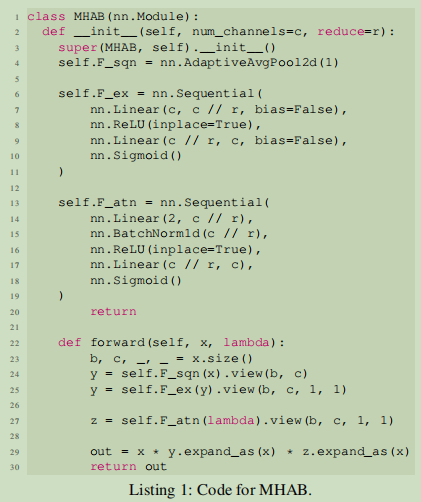 1 class MHAB(nn.Module):
2 def __init__(self, num_channels=c, reduce=r):
3 super(MHAB, self).__init__()
4 self.F_sqn = nn.AdaptiveAvgPool2d(1)
5
6 self.F_ex = nn.Sequential(
7 nn.Linear(c, c // r, bias=False),
8 nn.ReLU(inplace=True),
9 nn.Linear(c // r, c, bias=False),
10 nn.Sigmoid()
11 )
12
13 self.F_atn = nn.Sequential(
14 nn.Linear(2, c // r),
15 nn.BatchNorm1d(c // r),
16 nn.ReLU(inplace=True),
17 nn.Linear(c // r, c),
18 nn.Sigmoid()
19 )
20 return
21
22 def forward(self, x, lambda):
23 b, c, _, _ = x.size()
24 y = self.F_sqn(x).view(b, c)
25 y = self.F_ex(y).view(b, c, 1, 1)
26
27 z = self.F_atn(lambda).view(b, c, 1, 1)
28
29 out = x * y.expand_as(x) * z.expand_as(x)
30 return out
Listing 1: Code for MHAB.